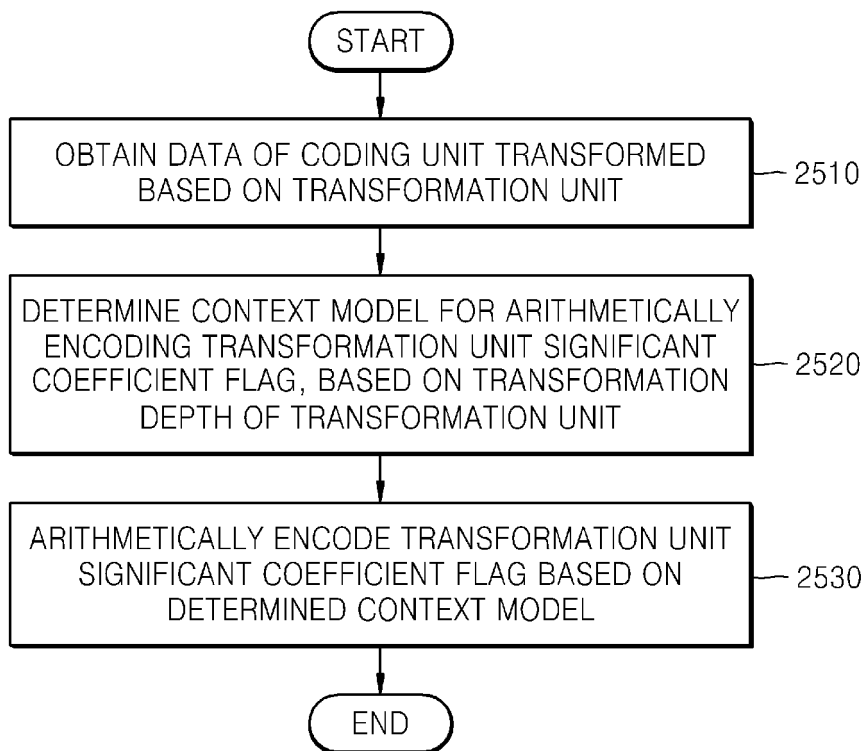 START
OBTAIN DATA OF CODING UNIT TRANSFORMED
BASED ON TRANSFORMATION UNIT
2510
DETERMINE CONTEXT MODEL FOR ARITHMETICALLY
ENCODING TRANSFORMATION UNIT SIGNIFICANT
COEFFICIENT FLAG, BASED ON TRANSFORMATION
DEPTH OF TRANSFORMATION UNIT
2520
ARITHMETICALLY ENCODE TRANSFORMATION UNIT
SIGNIFICANT COEFFICIENT FLAG BASED ON
DETERMINED CONTEXT MODEL
2530
END